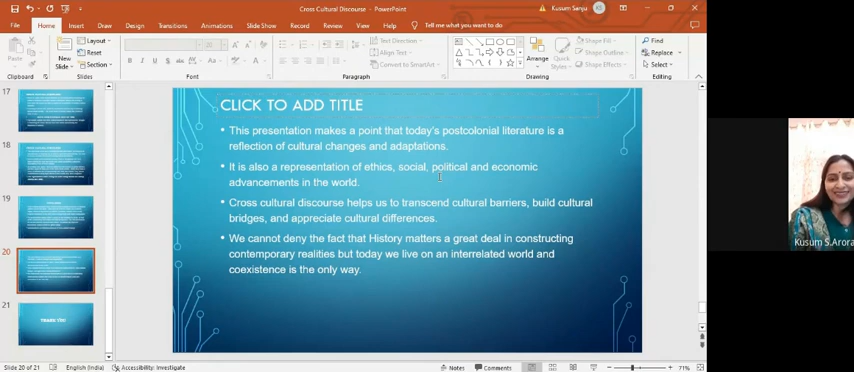 Cross Cultural Discourse - PowerPoint
Kusum Sanju KS
File Home Insert Draw Design Transitions Animations Slide Show Record Review View Help Tell me what you want to do
Paste
Clipboard
New
Slide
Layout
Reset
Section
Slides
Font
Text Direction
Align Text
Convert to SmartArt
Paragraph
Arrange
Quick
Styles
Shape Fill
Shape Outline
Shape Effects
Drawing
Find
Replace
Select
Editing
17
18
19
20
21
THANK YOU
CLICK TO ADD TITLE
• This presentation makes a point that today's postcolonial literature is a
reflection of cultural changes and adaptations.
• It is also a representation of ethics, social, political and economic
advancements in the world.
• Cross cultural discourse helps us to transcend cultural barriers, build cultural
bridges, and appreciate cultural differences.
• We cannot deny the fact that History matters a great deal in constructing
contemporary realities but today we live on an interrelated world and
coexistence is the only way.
Kusum S.Arora
Slide 20 of 21 English (India) Accessibility: Investigate Notes Comments 71%